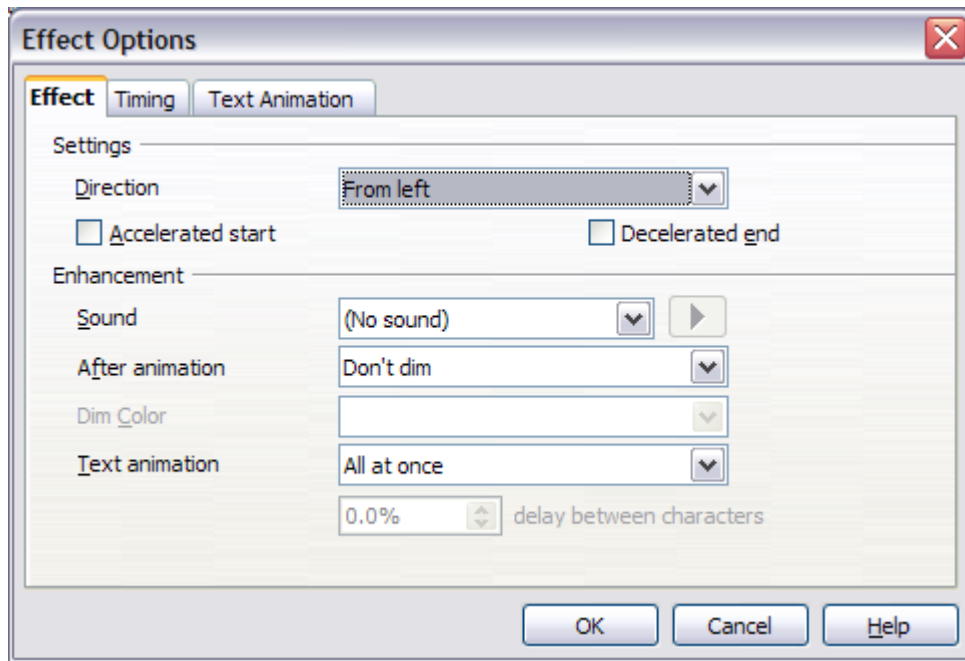 Effect Options
Effect Timing Text Animation
Settings
Direction From left
Accelerated start Decelerated end
Enhancement
Sound (No sound)
After animation Don't dim
Dim Color
Text animation All at once
0.0% delay between characters
OK Cancel Help